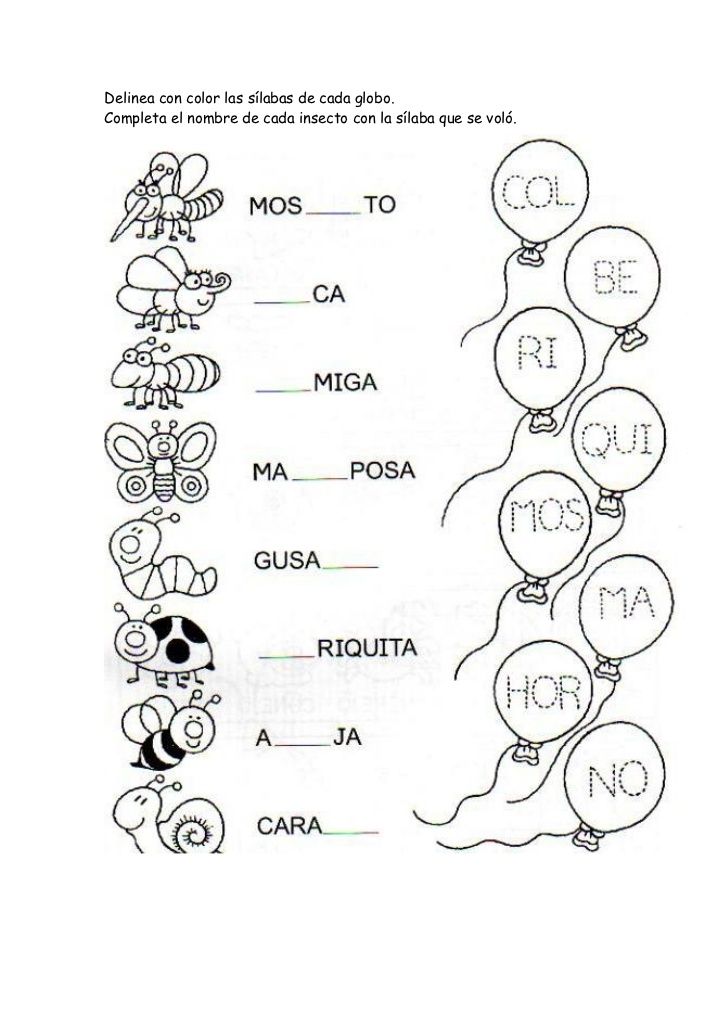 Delinea con color las sílabas de cada globo.
Completa el nombre de cada insecto con la sílaba que se voló.
MOS_____TO
_____CA
_____MIGA
MA_____POSA
GUSA_____
_____RIQUITA
A_____JA
CARA_____
COL
BE
RI
QUI
MOS
MA
HOR
NO